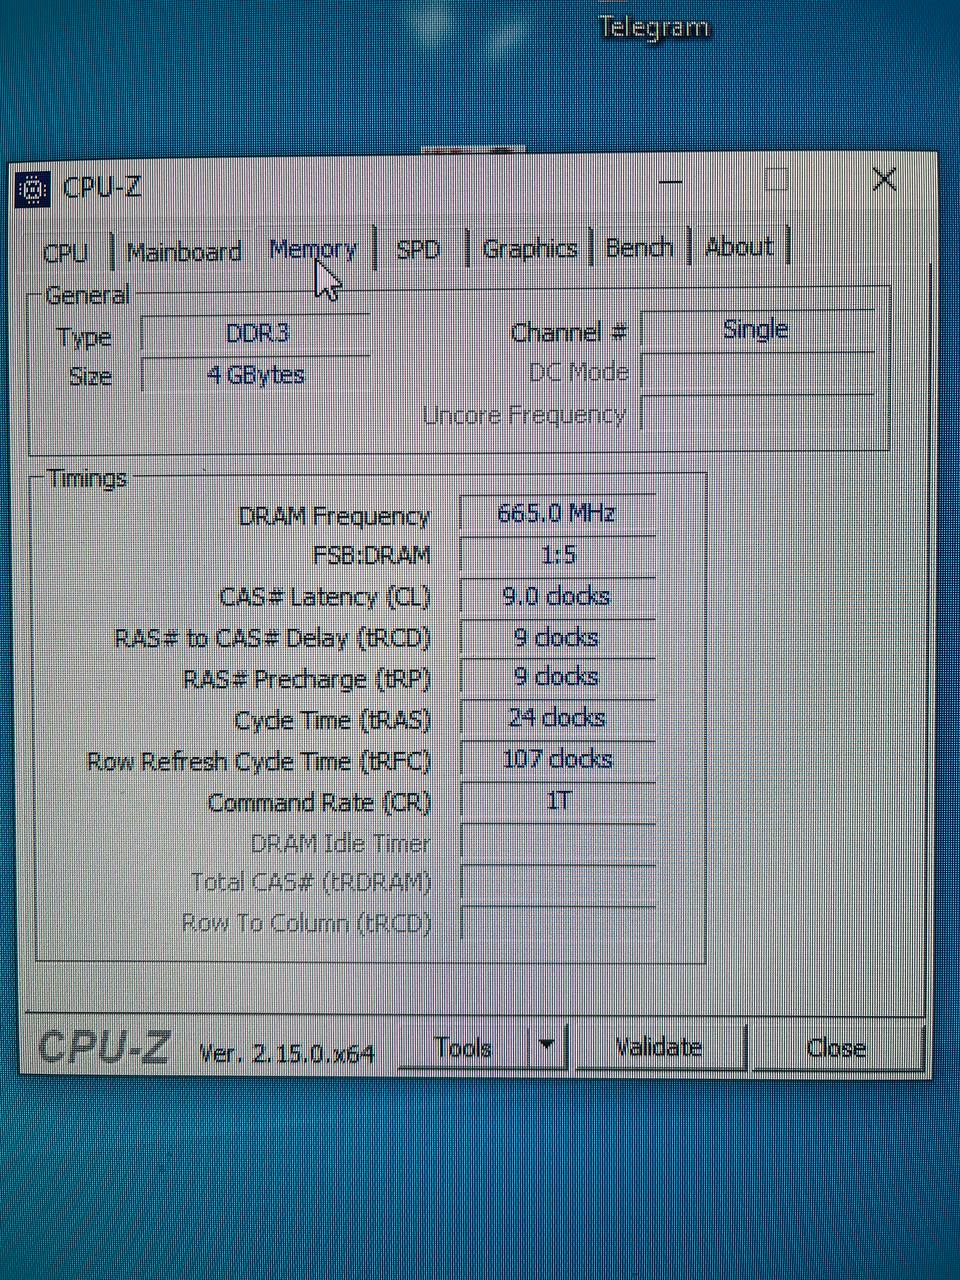 Telegram
CPU-Z
CPU Mainboard Memory SPD Graphics Bench About
General
Type DDR3 Channel # Single
Size 4 GBytes DC Mode
Uncore Frequency
Timings
DRAM Frequency 665.0 MHz
FSB:DRAM 1:5
CAS# Latency (CL) 9.0 clocks
RAS# to CAS# Delay (tRCD) 9 clocks
RAS# Precharge (tRP) 9 clocks
Cycle Time (tRAS) 24 clocks
Row Refresh Cycle Time (tRFC) 107 clocks
Command Rate (CR) 1T
DRAM Idle Timer
Total CAS# (tRDRAM)
Row To Column (tRCD)
CPU-Z Ver. 2.15.0.x64 Tools Validate Close